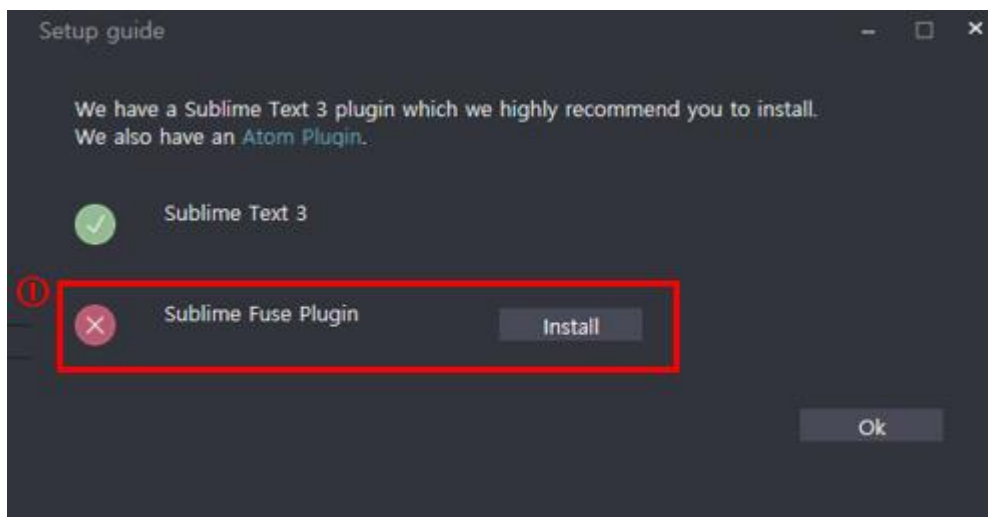 Setup guide
We have a Sublime Text 3 plugin which we highly recommend you to install.
We also have an Atom Plugin.
Sublime Text 3
①
Sublime Fuse Plugin
Install
Ok